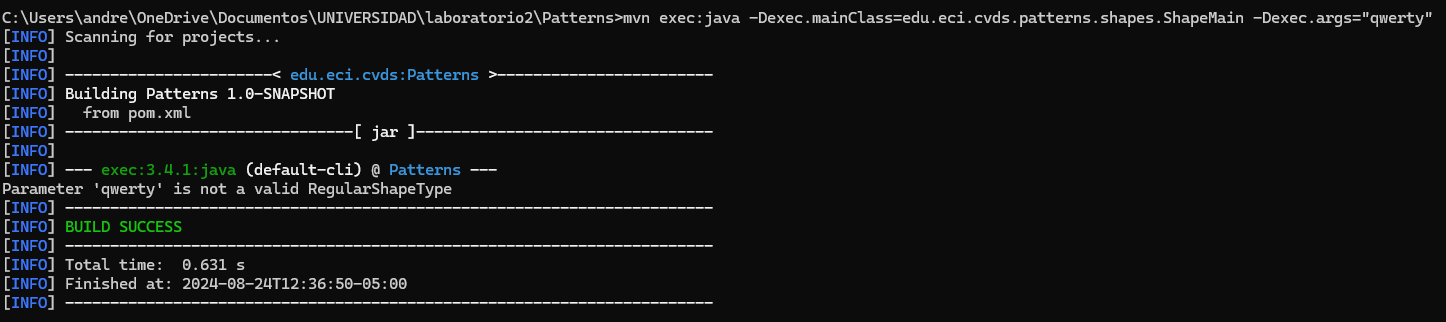 C:\Users\andre\OneDrive\Documentos\UNIVERSIDAD\laboratorio2\Patterns>mvn exec:java -Dexec.mainClass=edu.eci.cvds.patterns.shapes.ShapeMain -Dexec.args="qwerty"
[INFO] Scanning for projects...
[INFO]
[INFO] -----------------------< edu.eci.cvds:Patterns >------------------------
[INFO] Building Patterns 1.0-SNAPSHOT
[INFO]   from pom.xml
[INFO] --------------------------------[ jar ]---------------------------------
[INFO]
[INFO] --- exec:3.4.1:java (default-cli) @ Patterns ---
Parameter 'qwerty' is not a valid RegularShapeType
[INFO] ------------------------------------------------------------------------
[INFO] BUILD SUCCESS
[INFO] ------------------------------------------------------------------------
[INFO] Total time:  0.631 s
[INFO] Finished at: 2024-08-24T12:36:50-05:00
[INFO] ------------------------------------------------------------------------